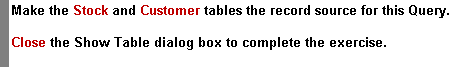 Make the Stock and Customer tables the record source for this Query.
Close the Show Table dialog box to complete the exercise.